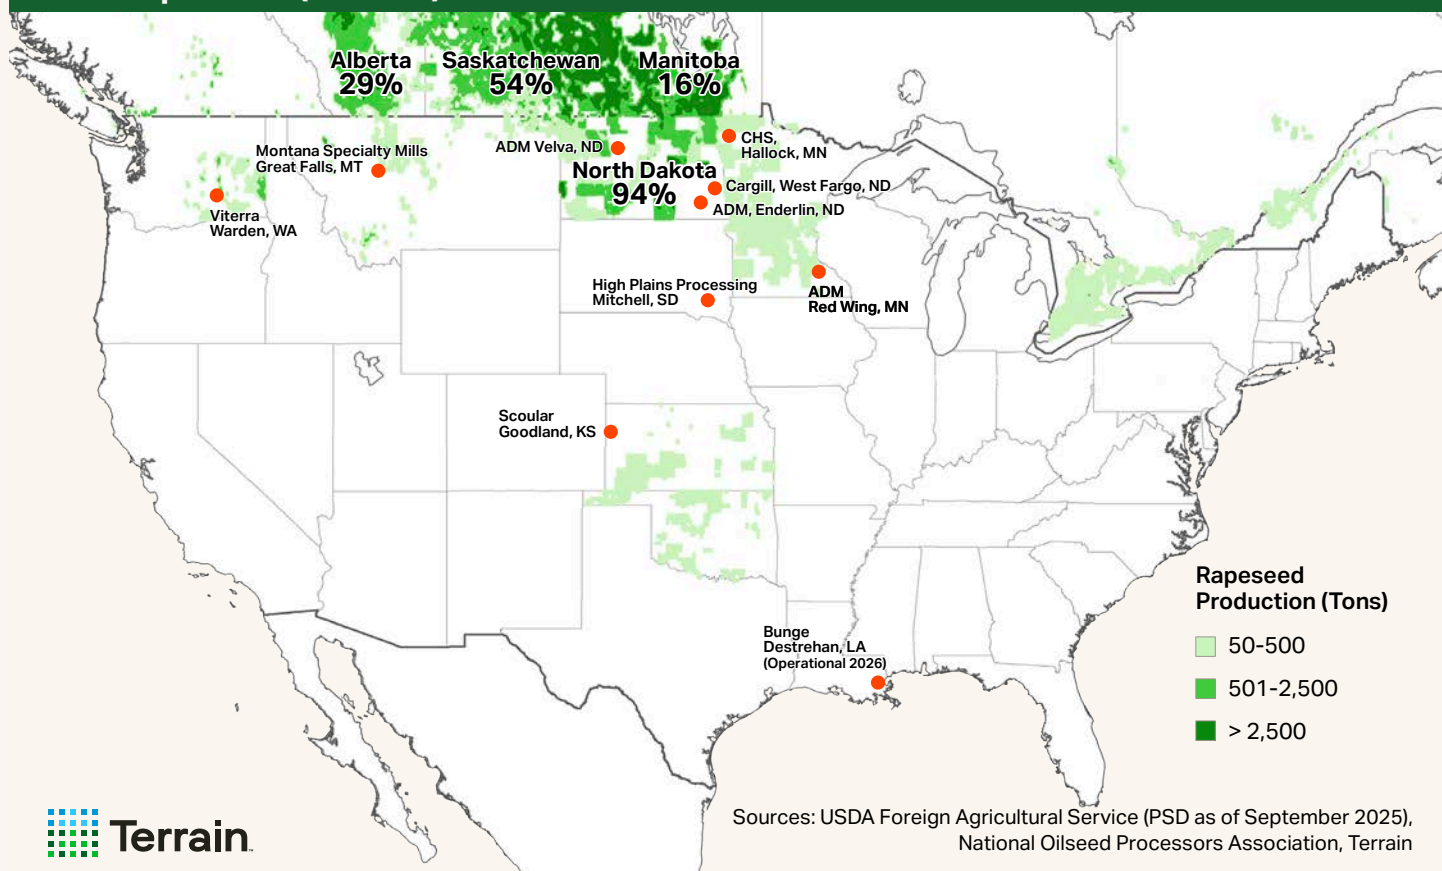 Alberta
29%
Saskatchewan
54%
Manitoba
16%
Montana Specialty Mills
Great Falls, MT
ADM Velva, ND
CHS,
Hallock, MN
North Dakota
94%
Cargill, West Fargo, ND
ADM, Enderlin, ND
Viterra
Warden, WA
High Plains Processing
Mitchell, SD
ADM
Red Wing, MN
Scoular
Goodland, KS
Bunge
Destrehan, LA
(Operational 2026)
Rapeseed
Production (Tons)
50-500
501-2,500
> 2,500
Terrain
Sources: USDA Foreign Agricultural Service (PSD as of September 2025),
National Oilseed Processors Association, Terrain